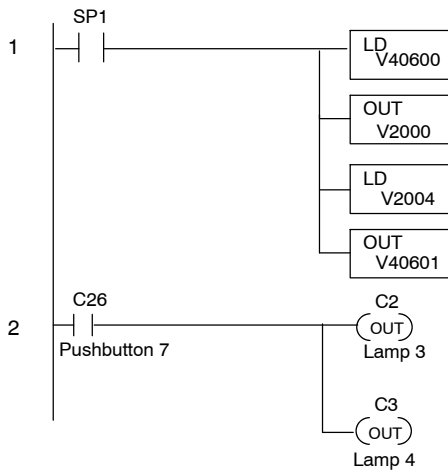 SP1
1
LD
V40600
OUT
V2000
LD
V2004
OUT
V40601
C26
C2
2
OUT
Pushbutton 7
Lamp 3
C3
OUT
Lamp 4